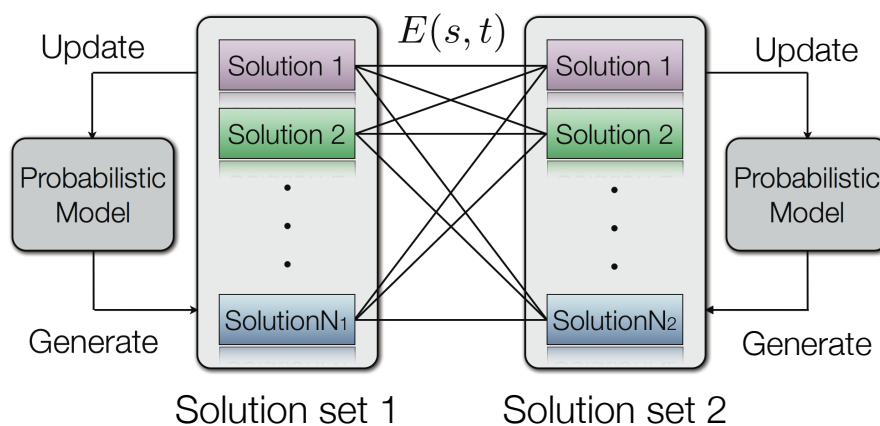 E(s, t)
Update
Solution 1
Solution 1
Update
Solution 2
Solution 2
Probabilistic
Model
Probabilistic
Model
SolutionN1
SolutionN2
Generate
Generate
Solution set 1
Solution set 2